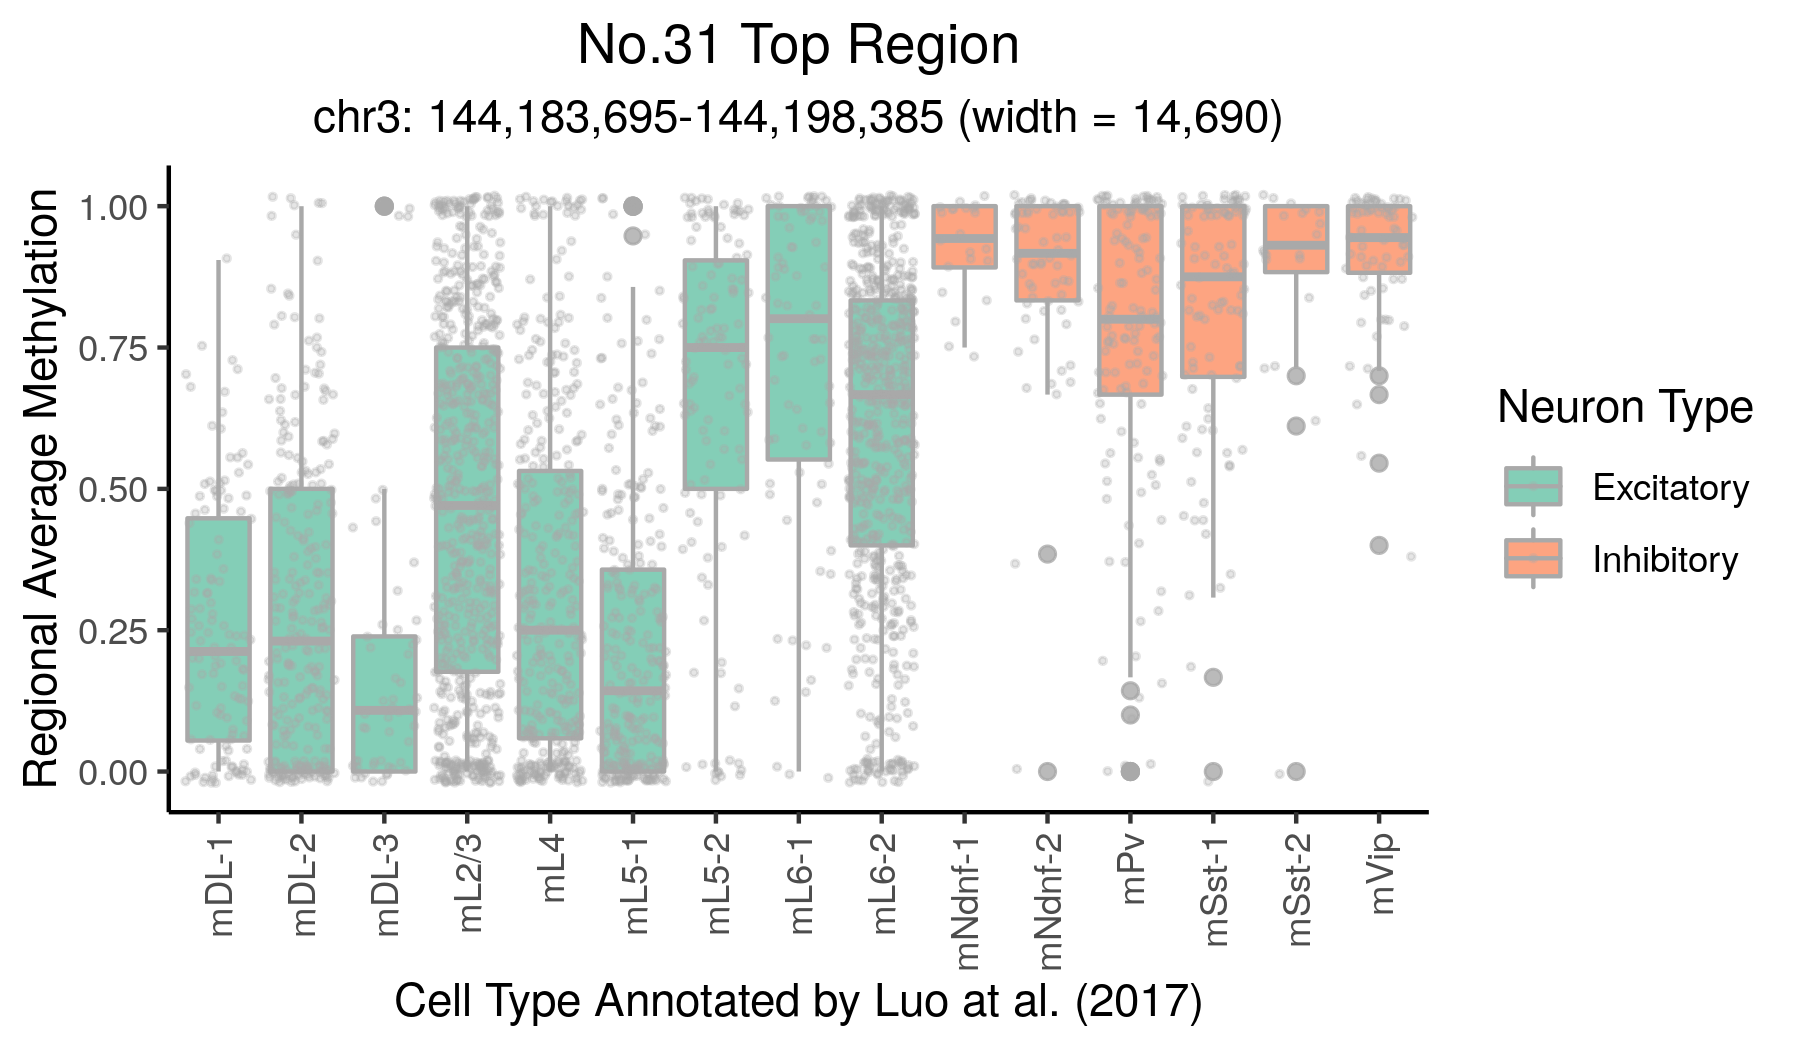 No.31 Top Region
chr3: 144,183,695-144,198,385 (width = 14,690)
Regional Average Methylation
1.00
0.75
0.50
0.25
0.00
mDL-1
mDL-2
mDL-3
mL2/3
mL4
mL5-1
mL5-2
mL6-1
mL6-2
mNdnf-1
mNdnf-2
mPv
mSst-1
mSst-2
mVip
Cell Type Annotated by Luo at al. (2017)
Neuron Type
Excitatory
Inhibitory